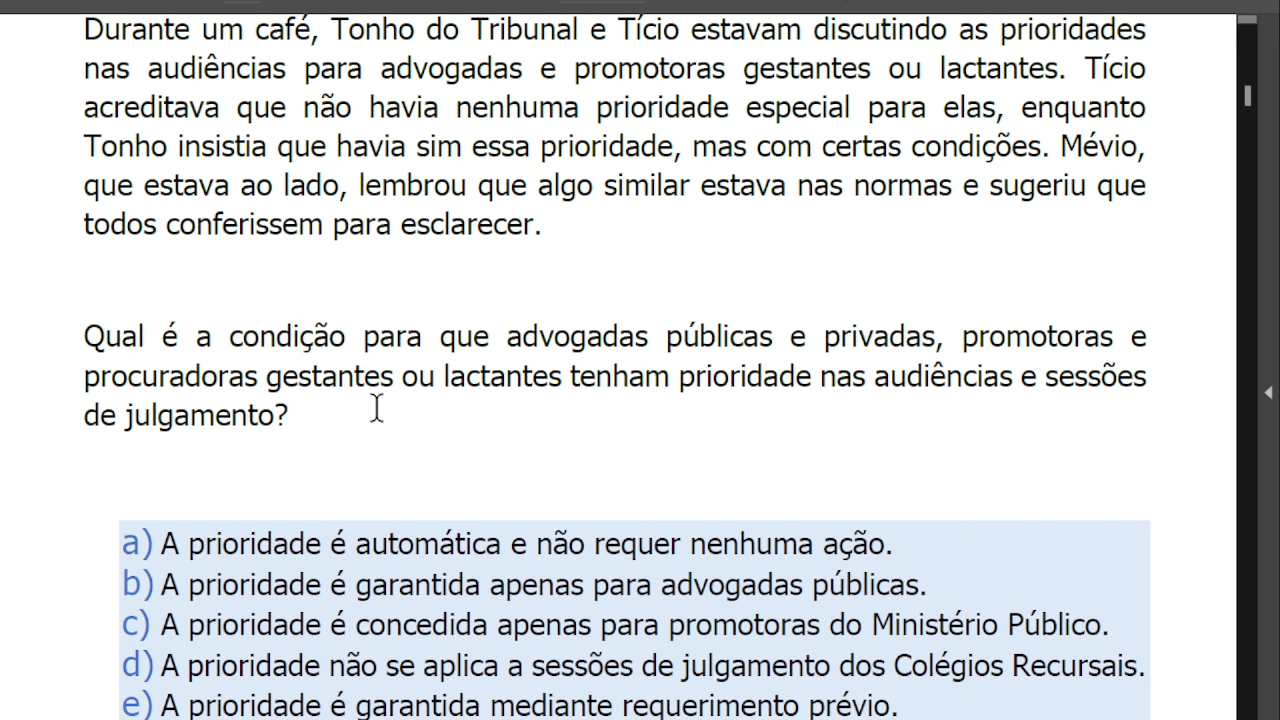 Durante um café, Tonho do Tribunal e Tício estavam discutindo as prioridades
nas audiências para advogadas e promotoras gestantes ou lactantes. Tício
acreditava que não havia nenhuma prioridade especial para elas, enquanto
Tonho insistia que havia sim essa prioridade, mas com certas condições. Mévio,
que estava ao lado, lembrou que algo similar estava nas normas e sugeriu que
todos conferissem para esclarecer.
Qual é a condição para que advogadas públicas e privadas, promotoras e
procuradoras gestantes ou lactantes tenham prioridade nas audiências e sessões
de julgamento?
a) A prioridade é automática e não requer nenhuma ação.
b) A prioridade é garantida apenas para advogadas públicas.
c) A prioridade é concedida apenas para promotoras do Ministério Público.
d) A prioridade não se aplica a sessões de julgamento dos Colégios Recursais.
e) A prioridade é garantida mediante requerimento prévio.